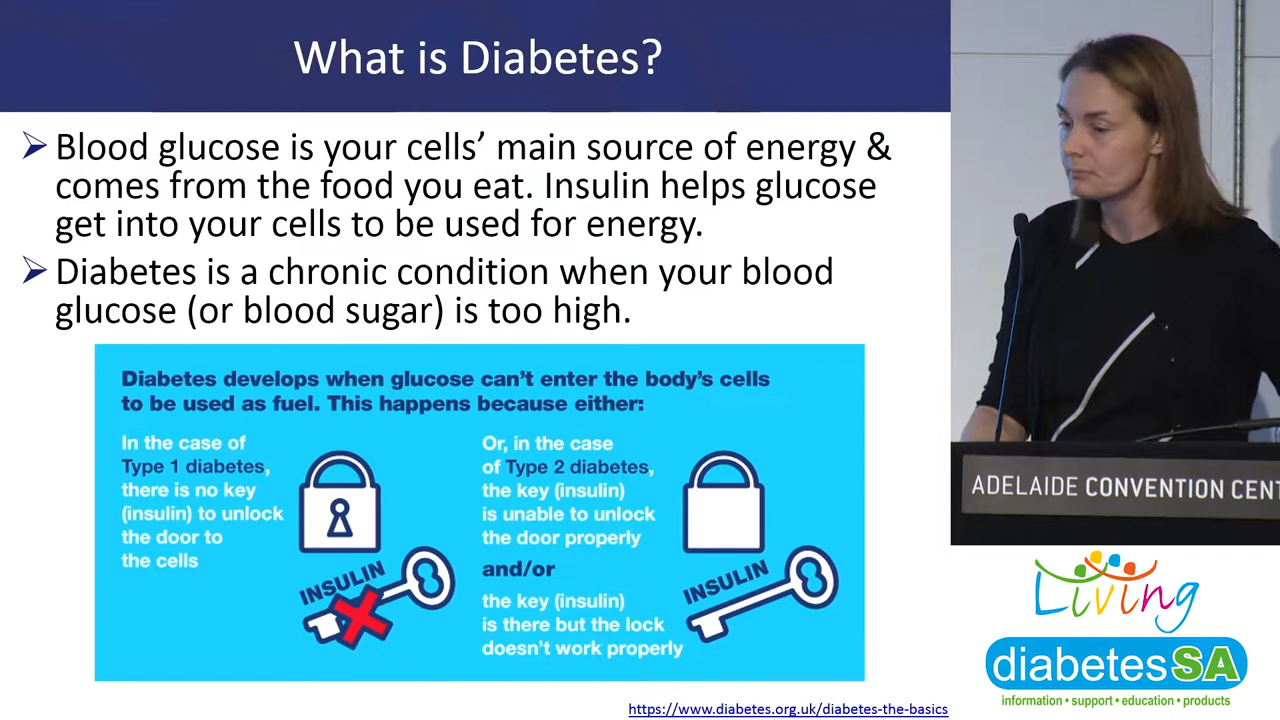 What is Diabetes?
➢ Blood glucose is your cells’ main source of energy &
comes from the food you eat. Insulin helps glucose
get into your cells to be used for energy.
➢ Diabetes is a chronic condition when your blood
glucose (or blood sugar) is too high.
Diabetes develops when glucose can’t enter the body’s cells
to be used as fuel. This happens because either:
In the case of
Type 1 diabetes,
there is no key
(insulin) to unlock
the door to
the cells
INSULIN
Or, in the case
of Type 2 diabetes,
the key (insulin)
is unable to unlock
the door properly
and/or
the key (insulin)
is there but the lock
doesn’t work properly
INSULIN
https://www.diabetes.org.uk/diabetes-the-basics
ADELAIDE CONVENTION CENT
Living
diabetesSA
information • support • education • products